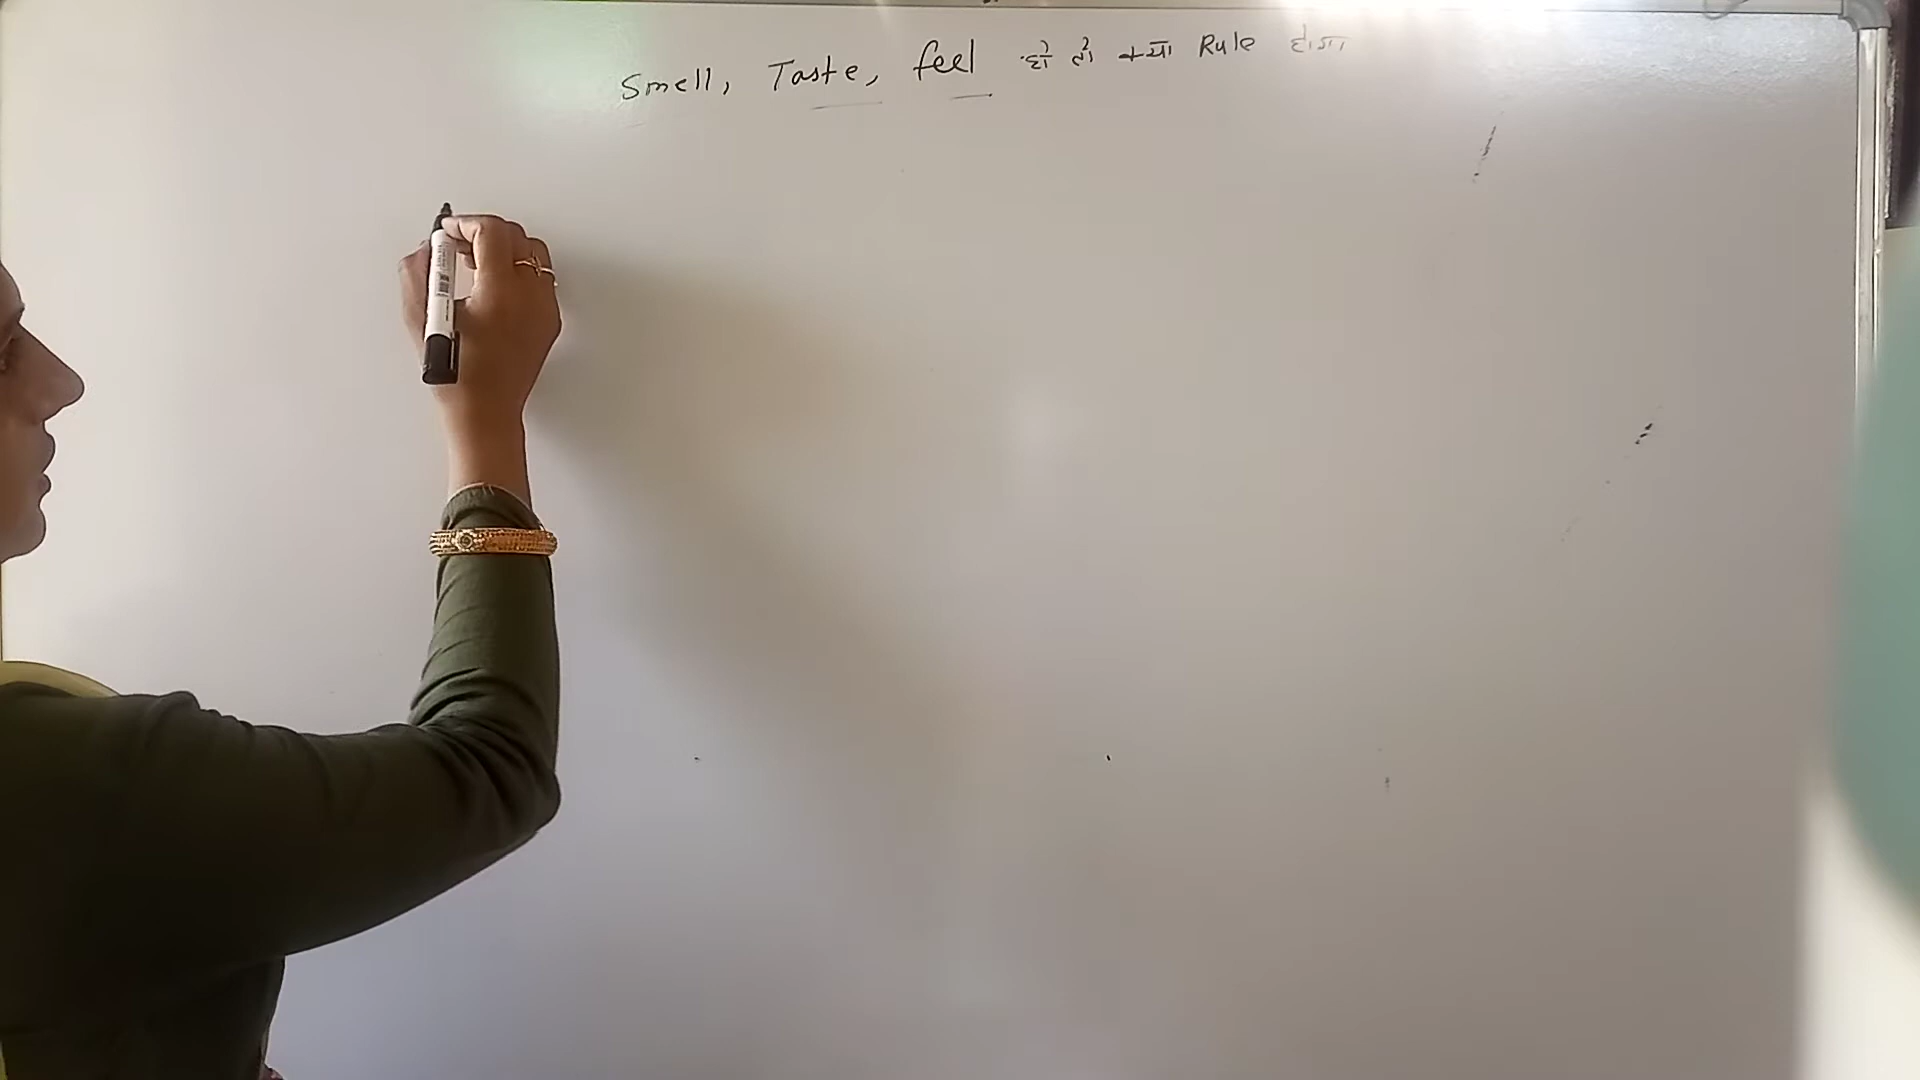 Smell, Taste, feel हो तो क्या Rule होगा